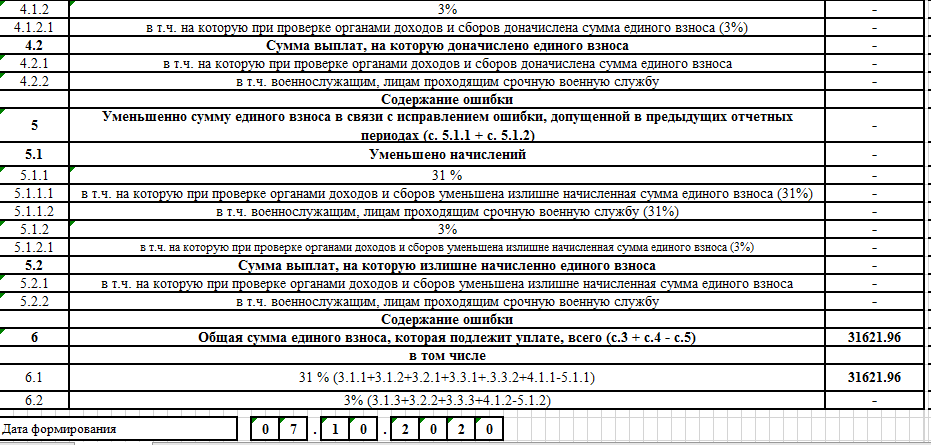 4.1.2 3% -
4.1.2.1 в т.ч. на которую при проверке органами доходов и сборов доначислена сумма единого взноса (3%) -
4.2 Сумма выплат, на которую доначислено единого взноса -
4.2.1 в т.ч. на которую при проверке органами доходов и сборов доначислена сумма единого взноса -
4.2.2 в т.ч. военнослужащим, лицам проходящим срочную военную службу -
Содержание ошибки
5 Уменьшенно сумму единого взноса в связи с исправлением ошибки, допущенной в предыдущих отчетных
периодах (с. 5.1.1 + с. 5.1.2) -
5.1 Уменьшено начислений -
5.1.1 31 % -
5.1.1.1 в т.ч. на которую при проверке органами доходов и сборов уменьшена излишне начисленная сумма единого взноса (31%) -
5.1.1.2 в т.ч. военнослужащим, лицам проходящим срочную военную службу (31%) -
5.1.2 3% -
5.1.2.1 в т.ч. на которую при проверке органами доходов и сборов уменьшена излишне начисленная сумма единого взноса (3%) -
5.2 Сумма выплат, на которую излишне начисленно единого взноса -
5.2.1 в т.ч. на которую при проверке органами доходов и сборов уменьшена излишне начисленная сумма единого взноса -
5.2.2 в т.ч. военнослужащим, лицам проходящим срочную военную службу -
Содержание ошибки
6 Общая сумма единого взноса, которая подлежит уплате, всего (с.3 + с.4 - с.5) 31621.96
в том числе
6.1 31 % (3.1.1+3.1.2+3.2.1+3.3.1+.3.3.2+4.1.1-5.1.1) 31621.96
6.2 3% (3.1.3+3.2.2+3.3.3+4.1.2-5.1.2) -
Дата формирования 0 7 . 1 0 . 2 0 2 0